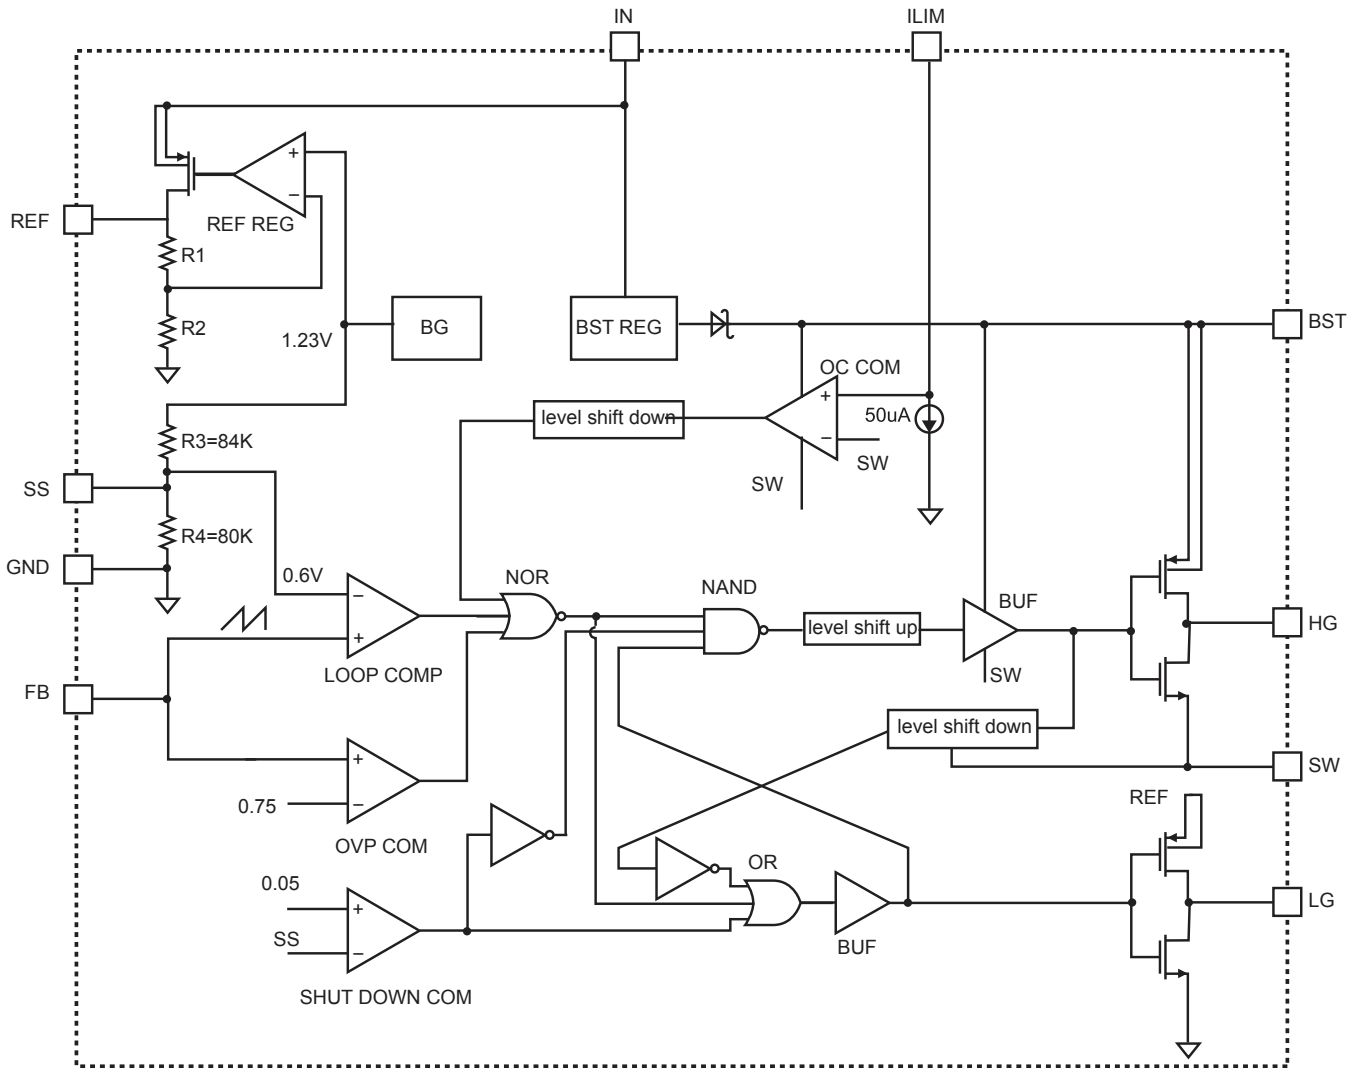 IN
ILIM
+
−
REF
REF REG
R1
R2
1.23V
BG
BST REG
BST
OC COM
+
−
50uA
level shift down
SW
SW
R3=84K
SS
R4=80K
GND
0.6V
NOR
NAND
BUF
−
+
level shift up
HG
LOOP COMP
SW
FB
level shift down
+
−
0.75
SW
REF
OVP COM
OR
0.05
+
LG
SS
−
BUF
SHUT DOWN COM